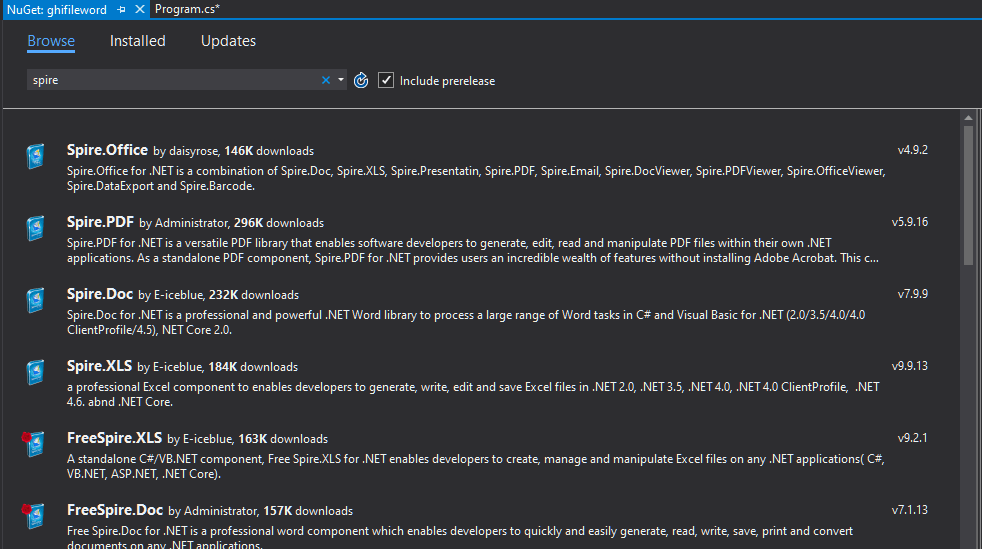 NuGet: ghifileword
Program.cs*
Browse Installed Updates
spire
Include prerelease
Spire.Office by daisyrose, 146K downloads v4.9.2
Spire.Office for .NET is a combination of Spire.Doc, Spire.XLS, Spire.Presentatin, Spire.PDF, Spire.Email, Spire.DocViewer, Spire.PDFViewer, Spire.OfficeViewer,
Spire.DataExport and Spire.Barcode.
Spire.PDF by Administrator, 296K downloads v5.9.16
Spire.PDF for .NET is a versatile PDF library that enables software developers to generate, edit, read and manipulate PDF files within their own .NET
applications. As a standalone PDF component, Spire.PDF for .NET provides users an incredible wealth of features without installing Adobe Acrobat. This c...
Spire.Doc by E-iceblue, 232K downloads v7.9.9
Spire.Doc for .NET is a professional and powerful .NET Word library to process a large range of Word tasks in C# and Visual Basic for .NET (2.0/3.5/4.0/4.0
ClientProfile/4.5), NET Core 2.0.
Spire.XLS by E-iceblue, 184K downloads v9.9.13
a professional Excel component to enables developers to generate, write, edit and save Excel files in .NET 2.0, .NET 3.5, .NET 4.0, .NET 4.0 ClientProfile, .NET
4.6. abnd .NET Core.
FreeSpire.XLS by E-iceblue, 163K downloads v9.2.1
A standalone C#/VB.NET component, Free Spire.XLS for .NET enables developers to create, manage and manipulate Excel files on any .NET applications( C#,
VB.NET, ASP.NET, .NET Core).
FreeSpire.Doc by Administrator, 157K downloads v7.1.13
Free Spire.Doc for .NET is a professional word component which enables developers to quickly and easily generate, read, write, save, print and convert
documents on any .NET applications.